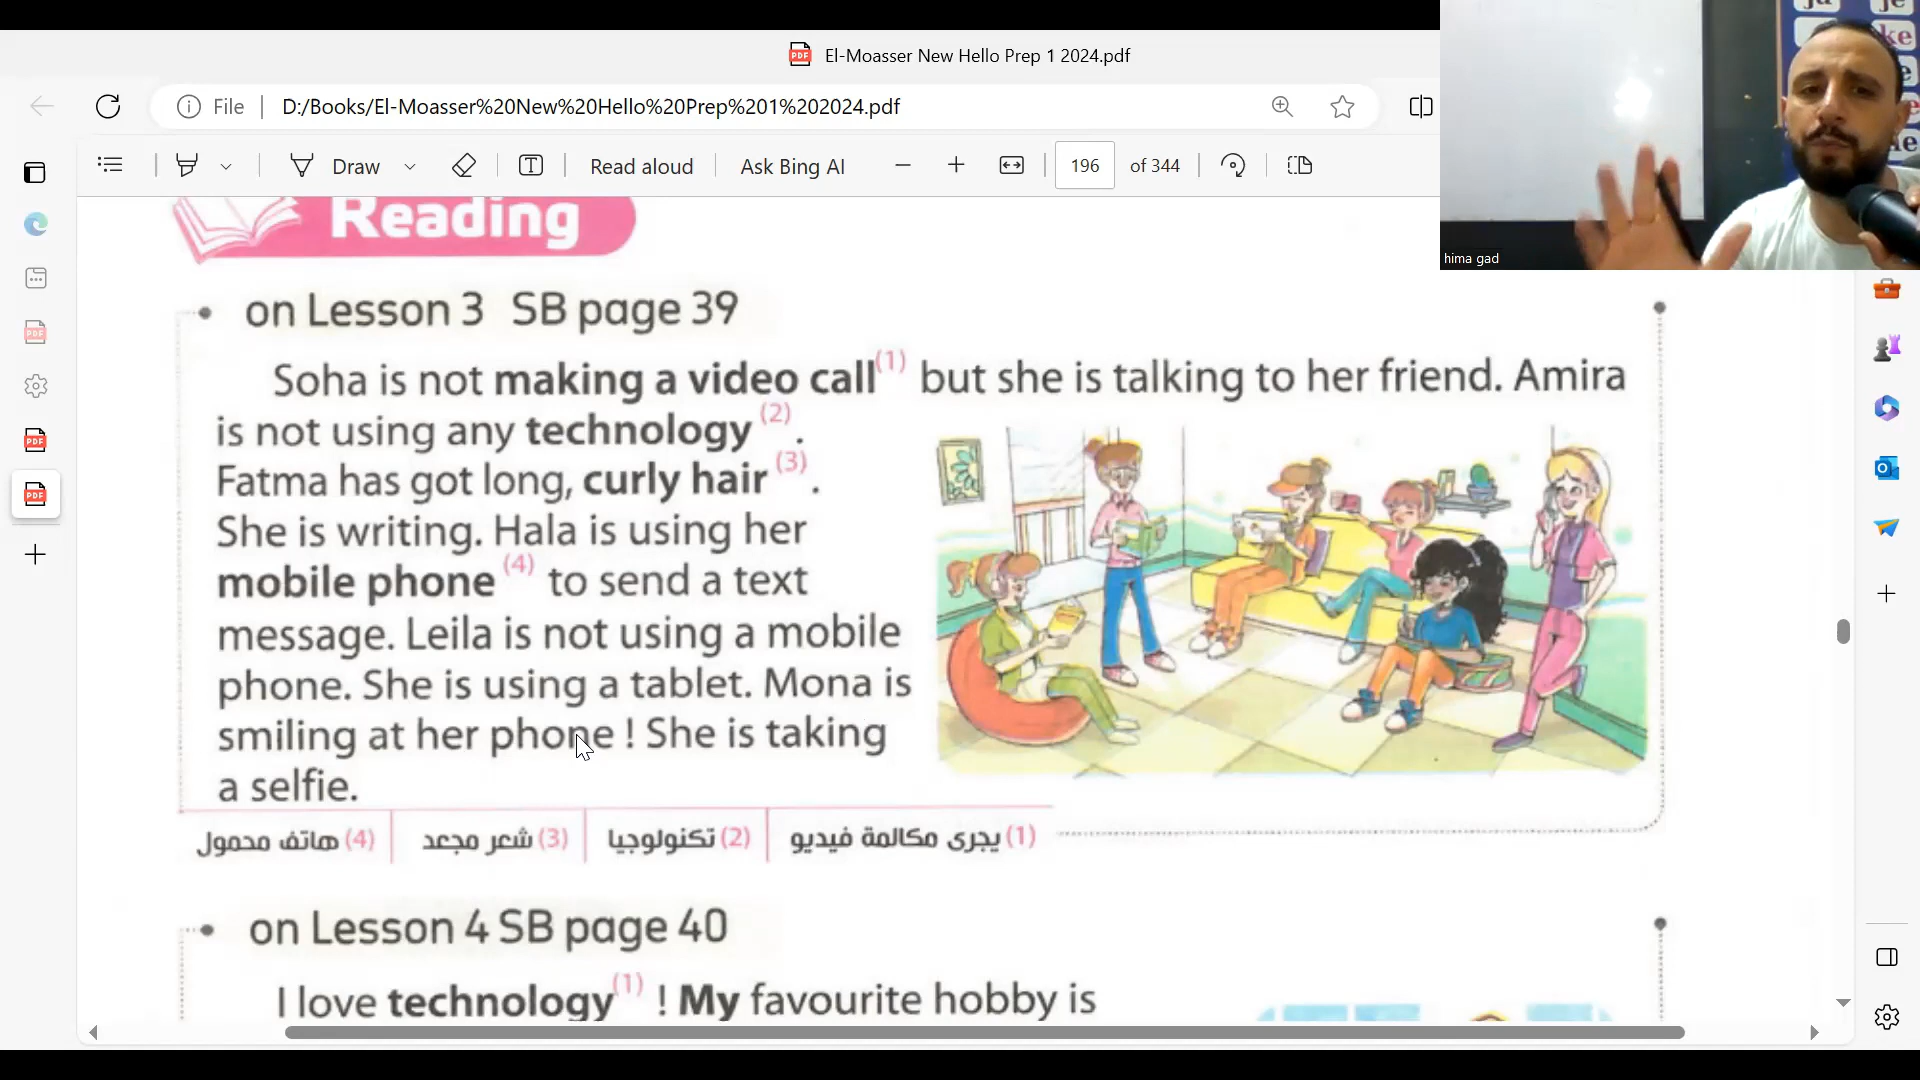 El-Moasser New Hello Prep 1 2024.pdf
File
D:/Books/El-Moasser%20New%20Hello%20Prep%201%202024.pdf
Draw
Read aloud
Ask Bing AI
196
of 344
hima gad
Reading
on Lesson 3 SB page 39
Soha is not making a video call(1) but she is talking to her friend. Amira
is not using any technology(2).
Fatma has got long, curly hair(3).
She is writing. Hala is using her
mobile phone(4) to send a text
message. Leila is not using a mobile
phone. She is using a tablet. Mona is
smiling at her phone ! She is taking
a selfie.
(1) يجرى مكالمة فيديو
(2) تكنولوجيا
(3) شعر مجعد
(4) هاتف محمول
on Lesson 4 SB page 40
I love technology(1) ! My favourite hobby is